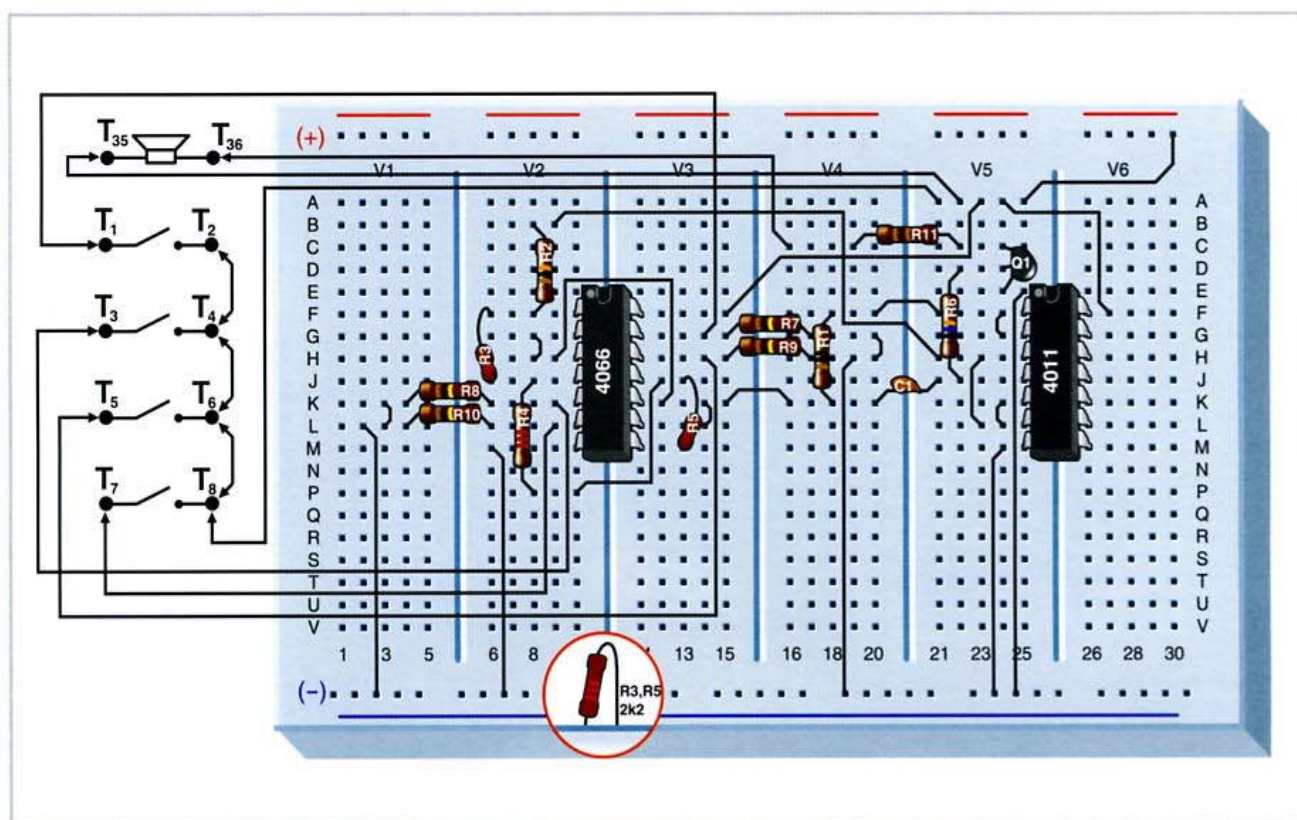 T35 T36
T1 T2
T3 T4
T5 T6
T7 T8
(+)
V1 V2 V3 V4 V5 V6
A A
B B
C C
D D
E E
F F
G G
H H
J J
K K
L L
M M
N N
P P
Q Q
R R
S S
T T
U U
V V
R2 R11 Q1
R3 R7 R1 R6
R9
4066 4011
R8 C1
R10 R4 R5
1 3 5 6 8 13 15 16 18 20 21 23 25 26 28 30
(-)
R3,R5
2k2